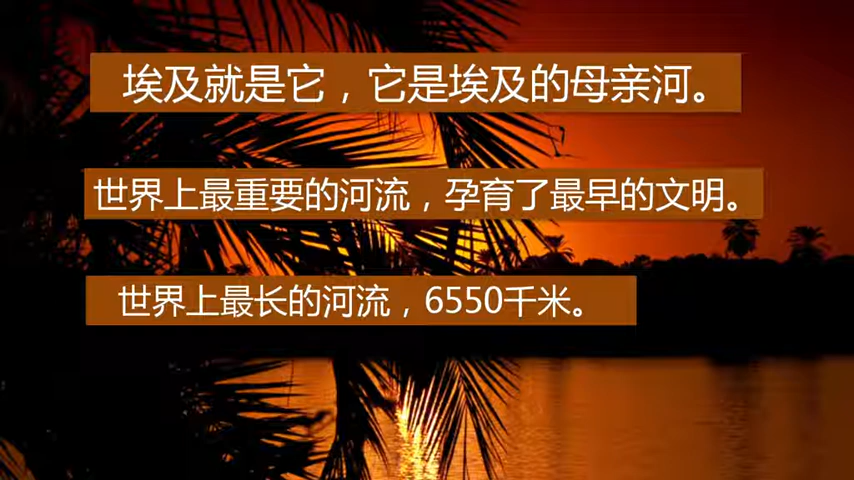 埃及就是它，它是埃及的母亲河。
世界上最重要的河流，孕育了最早的文明。
世界上最长的河流，6550千米。